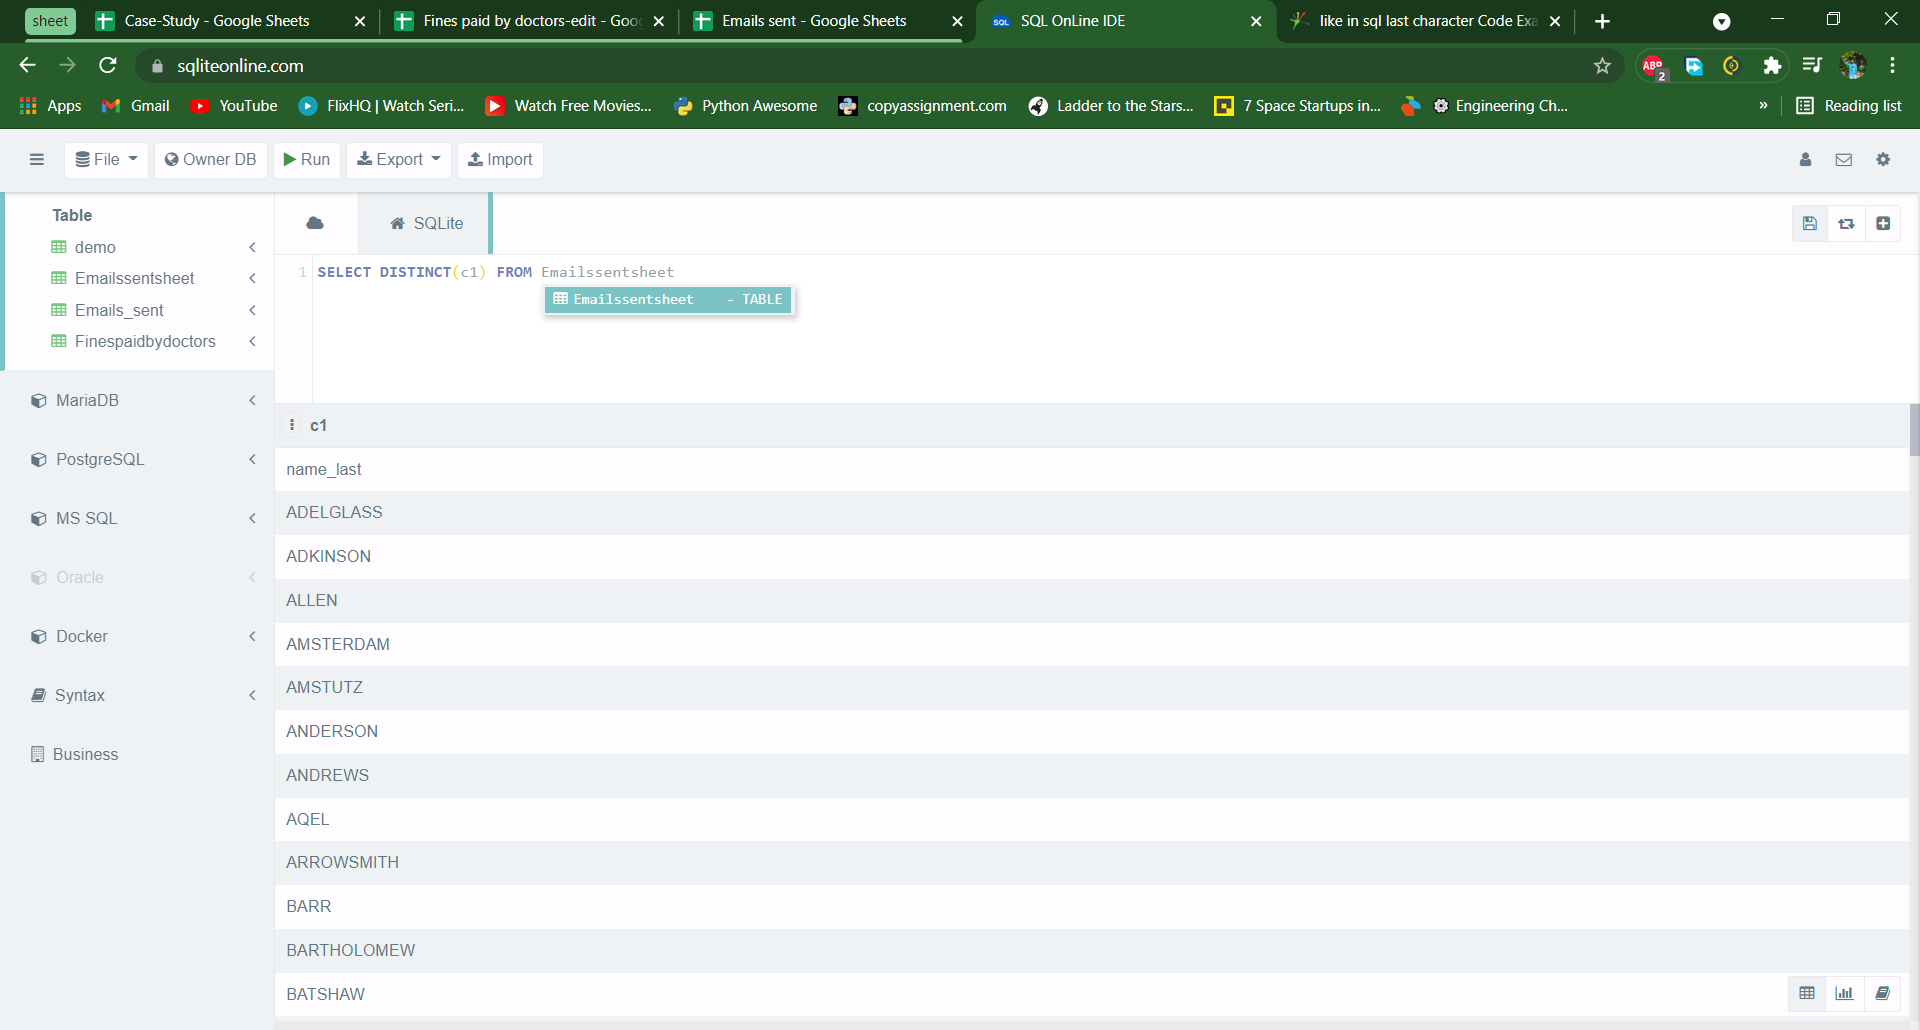 sheet
Case-Study - Google Sheets
Fines paid by doctors-edit - Goo
Emails sent - Google Sheets
SQL OnLine IDE
like in sql last character Code Exa
sqliteonline.com
ABP
2
Apps
Gmail
YouTube
FlixHQ | Watch Seri...
Watch Free Movies...
Python Awesome
copyassignment.com
Ladder to the Stars...
7 Space Startups in...
Engineering Ch...
»
Reading list
File
Owner DB
Run
Export
Import
Table
demo
Emailssentsheet
Emails_sent
Finespaidbydoctors
MariaDB
PostgreSQL
MS SQL
Oracle
Docker
Syntax
Business
SQLite
1 SELECT DISTINCT(c1) FROM Emailssentsheet
Emailssentsheet - TABLE
c1
name_last
ADELGLASS
ADKINSON
ALLEN
AMSTERDAM
AMSTUTZ
ANDERSON
ANDREWS
AQEL
ARROWSMITH
BARR
BARTHOLOMEW
BATSHAW